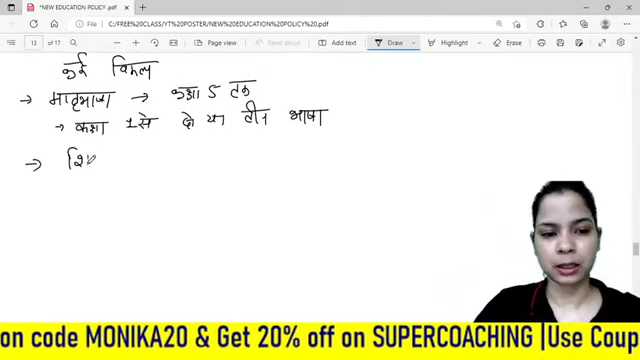 *NEW EDUCATION POLICY.pdf
C:/FREE%20CLASS/YT%20POSTER/NEW%20EDUCATION%20POLICY.pdf
13 of 17
Page view
Read aloud
Add text
Draw
Highlight
Erase
कई विकल्प
→ मातृभाषा → कक्षा 5 तक
→ कक्षा 1से दो या तीन भाषा
→ शि
on code MONIKA20 & Get 20% off on SUPERCOACHING |Use Coup